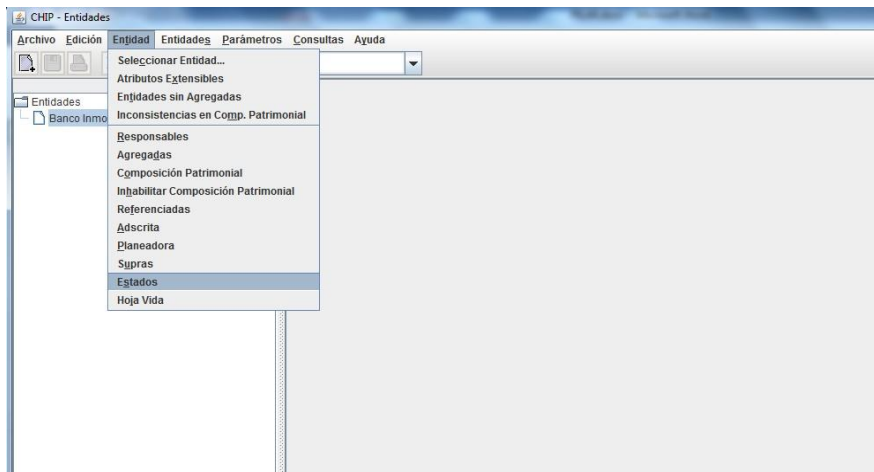 CHIP - Entidades
Archivo Edición Entidad Entidades Parámetros Consultas Ayuda
Seleccionar Entidad...
Atributos Extensibles
Entidades sin Agregadas
Inconsistencias en Comp. Patrimonial
Responsables
Agregadas
Composición Patrimonial
Inhabilitar Composición Patrimonial
Referenciadas
Adscrita
Planeadora
Supras
Estados
Hoja Vida
Entidades
Banco Inmo